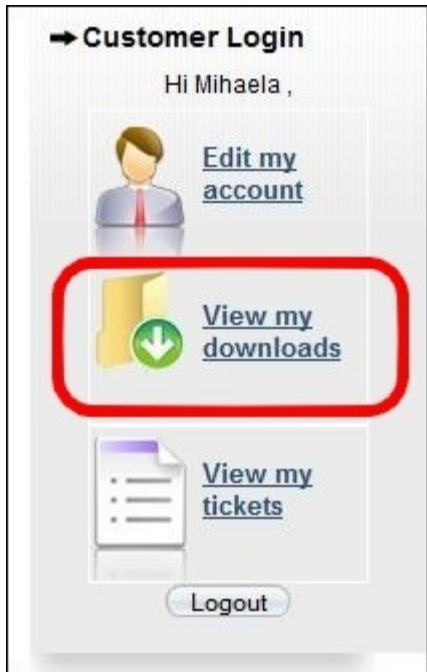 ➡ Customer Login
Hi Mihaela ,
Edit my
account
View my
downloads
View my
tickets
Logout